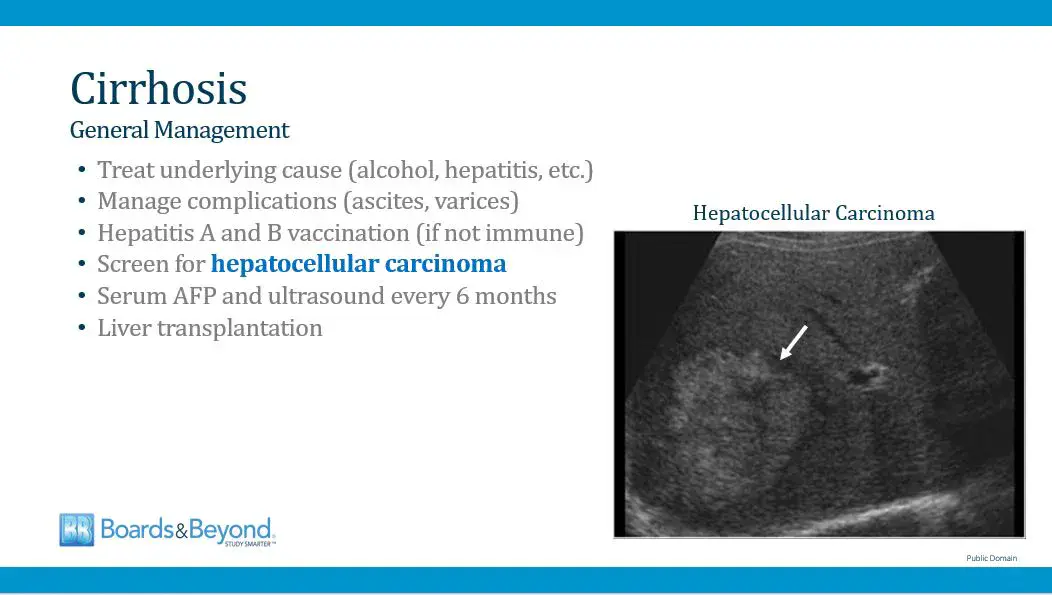 Cirrhosis
General Management
• Treat underlying cause (alcohol, hepatitis, etc.)
• Manage complications (ascites, varices)
• Hepatitis A and B vaccination (if not immune)
• Screen for hepatocellular carcinoma
• Serum AFP and ultrasound every 6 months
• Liver transplantation
Hepatocellular Carcinoma
BB Boards&Beyond.
STUDY SMARTER™
Public Domain